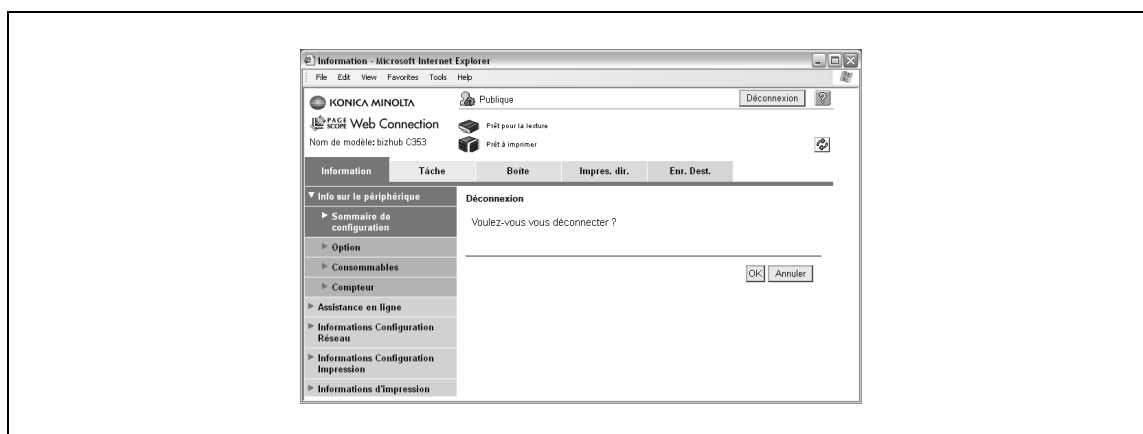 Information - Microsoft Internet Explorer
File Edit View Favorites Tools Help
KONICA MINOLTA
Publique
Déconnexion
?
PAGE SCOPE Web Connection
Prêt pour la lecture
Nom de modèle: bizhub C353
Prêt à imprimer
Information
Tâche
Boîte
Impres. dir.
Enr. Dest.
Info sur le périphérique
Sommaire de
configuration
Option
Consommables
Compteur
Assistance en ligne
Informations Configuration
Réseau
Informations Configuration
Impression
Informations d'impression
Déconnexion
Voulez-vous vous déconnecter ?
OK Annuler